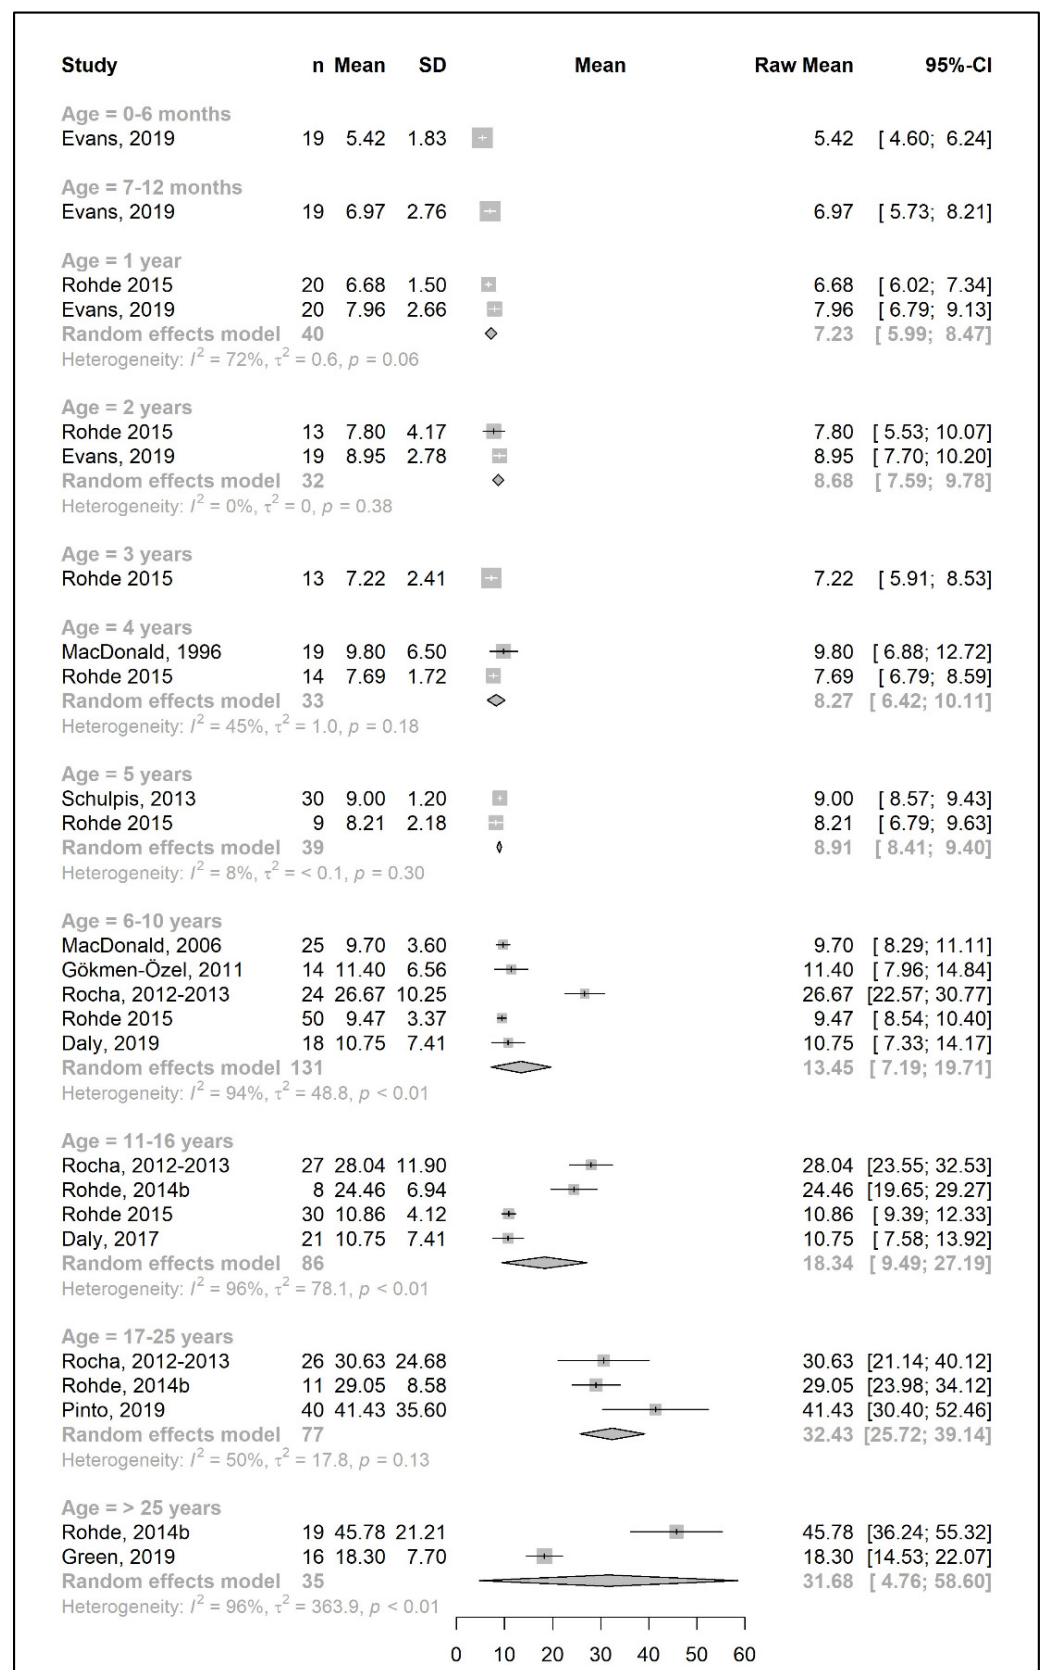 Study n Mean SD Mean Raw Mean 95%-CI
Age = 0-6 months
Evans, 2019 19 5.42 1.83 5.42 [ 4.60; 6.24]
Age = 7-12 months
Evans, 2019 19 6.97 2.76 6.97 [ 5.73; 8.21]
Age = 1 year
Rohde 2015 20 6.68 1.50 6.68 [ 6.02; 7.34]
Evans, 2019 20 7.96 2.66 7.96 [ 6.79; 9.13]
Random effects model 40 7.23 [ 5.99; 8.47]
Heterogeneity: I² = 72%, τ² = 0.6, p = 0.06
Age = 2 years
Rohde 2015 13 7.80 4.17 7.80 [ 5.53; 10.07]
Evans, 2019 19 8.95 2.78 8.95 [ 7.70; 10.20]
Random effects model 32 8.68 [ 7.59; 9.78]
Heterogeneity: I² = 0%, τ² = 0, p = 0.38
Age = 3 years
Rohde 2015 13 7.22 2.41 7.22 [ 5.91; 8.53]
Age = 4 years
MacDonald, 1996 19 9.80 6.50 9.80 [ 6.88; 12.72]
Rohde 2015 14 7.69 1.72 7.69 [ 6.79; 8.59]
Random effects model 33 8.27 [ 6.42; 10.11]
Heterogeneity: I² = 45%, τ² = 1.0, p = 0.18
Age = 5 years
Schulpis, 2013 30 9.00 1.20 9.00 [ 8.57; 9.43]
Rohde 2015 9 8.21 2.18 8.21 [ 6.79; 9.63]
Random effects model 39 8.91 [ 8.41; 9.40]
Heterogeneity: I² = 8%, τ² = < 0.1, p = 0.30
Age = 6-10 years
MacDonald, 2006 25 9.70 3.60 9.70 [ 8.29; 11.11]
Gökmen-Özel, 2011 14 11.40 6.56 11.40 [ 7.96; 14.84]
Rocha, 2012-2013 24 26.67 10.25 26.67 [22.57; 30.77]
Rohde 2015 50 9.47 3.37 9.47 [ 8.54; 10.40]
Daly, 2019 18 10.75 7.41 10.75 [ 7.33; 14.17]
Random effects model 131 13.45 [ 7.19; 19.71]
Heterogeneity: I² = 94%, τ² = 48.8, p < 0.01
Age = 11-16 years
Rocha, 2012-2013 27 28.04 11.90 28.04 [23.55; 32.53]
Rohde, 2014b 8 24.46 6.94 24.46 [19.65; 29.27]
Rohde 2015 30 10.86 4.12 10.86 [ 9.39; 12.33]
Daly, 2017 21 10.75 7.41 10.75 [ 7.58; 13.92]
Random effects model 86 18.34 [ 9.49; 27.19]
Heterogeneity: I² = 96%, τ² = 78.1, p < 0.01
Age = 17-25 years
Rocha, 2012-2013 26 30.63 24.68 30.63 [21.14; 40.12]
Rohde, 2014b 11 29.05 8.58 29.05 [23.98; 34.12]
Pinto, 2019 40 41.43 35.60 41.43 [30.40; 52.46]
Random effects model 77 32.43 [25.72; 39.14]
Heterogeneity: I² = 50%, τ² = 17.8, p = 0.13
Age = > 25 years
Rohde, 2014b 19 45.78 21.21 45.78 [36.24; 55.32]
Green, 2019 16 18.30 7.70 18.30 [14.53; 22.07]
Random effects model 35 31.68 [ 4.76; 58.60]
Heterogeneity: I² = 96%, τ² = 363.9, p < 0.01
0 10 20 30 40 50 60